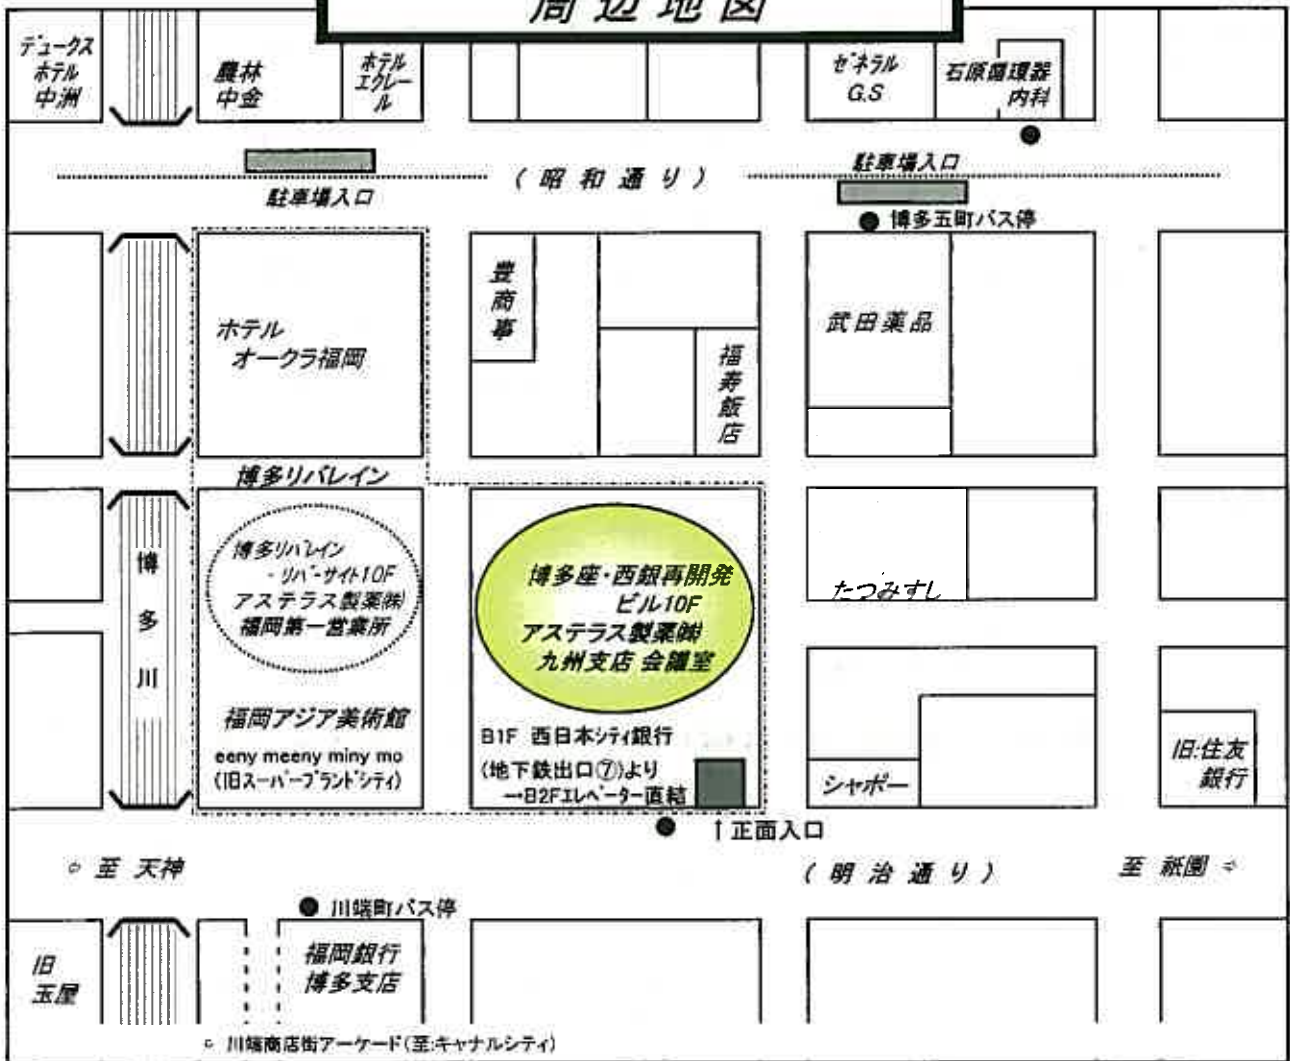 周辺地図
デュークス
ホテル
中洲
農林
中金
ホテル
エクレー
ル
ゼネラル
G.S
石原循環器
内科
駐車場入口
(昭和通り)
駐車場入口
博多五町バス停
ホテル
オークラ福岡
豊商事
福寿飯店
武田薬品
博多リバレイン
博多川
博多リバレイン
・リバーサイト10F
アステラス製薬㈱
福岡第一営業所
福岡アジア美術館
eeny meeny miny mo
(旧スーパーブランドシティ)
博多座・西銀再開発
ビル10F
アステラス製薬㈱
九州支店 会議室
B1F 西日本シティ銀行
(地下鉄出口⑦)より
→B2Fエレベーター直結
たつみすし
シャポー
旧:住友
銀行
↑正面入口
⇦ 至 天神
(明治通り)
至 祇園 ⇨
川端町バス停
旧
玉屋
福岡銀行
博多支店
⇦ 川端商店街アーケード(至:キャナルシティ)